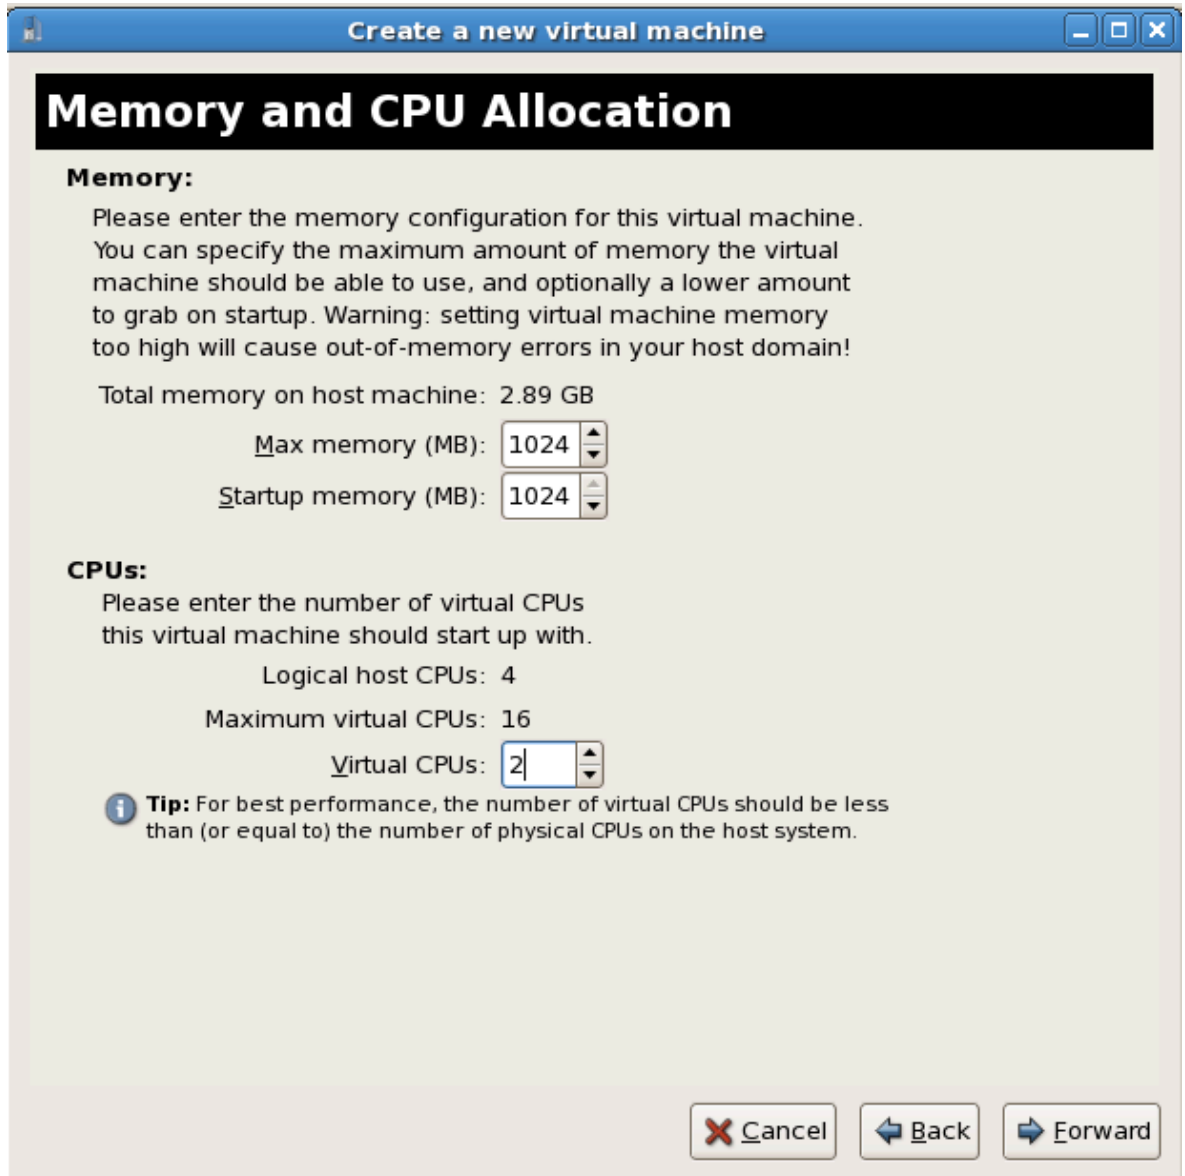 Create a new virtual machine
Memory and CPU Allocation
Memory:
Please enter the memory configuration for this virtual machine.
You can specify the maximum amount of memory the virtual
machine should be able to use, and optionally a lower amount
to grab on startup. Warning: setting virtual machine memory
too high will cause out-of-memory errors in your host domain!
Total memory on host machine: 2.89 GB
Max memory (MB): 1024
Startup memory (MB): 1024
CPUs:
Please enter the number of virtual CPUs
this virtual machine should start up with.
Logical host CPUs: 4
Maximum virtual CPUs: 16
Virtual CPUs: 2
Tip: For best performance, the number of virtual CPUs should be less
than (or equal to) the number of physical CPUs on the host system.
Cancel Back Forward